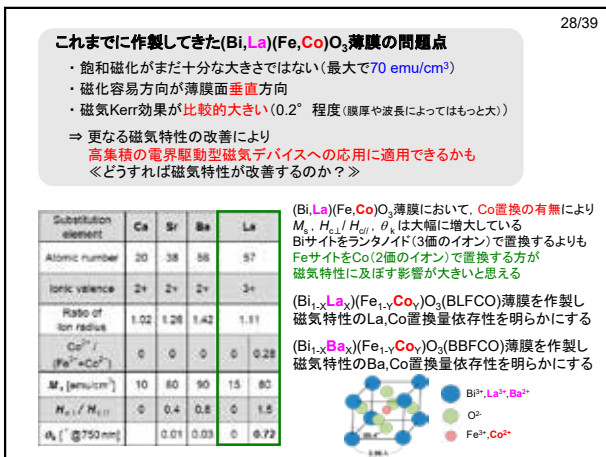 28/39
これまでに作製してきた(Bi,La)(Fe,Co)O3薄膜の問題点
・飽和磁化がまだ十分な大きさではない(最大で70 emu/cm3)
・磁化容易方向が薄膜面垂直方向
・磁気Kerr効果が比較的大きい(0.2° 程度(膜厚や波長によってはもっと大))
⇒ 更なる磁気特性の改善により
高集積の電界駆動型磁気デバイスへの応用に適用できるかも
≪どうすれば磁気特性が改善するのか?≫
Substitution element Ca Sr Ba La
Atomic number 20 38 56 57
Ionic valence 2+ 2+ 2+ 3+
Ratio of ion radius 1.02 1.26 1.42 1.11
Co2+ / (Fe3++Co2+) 0 0 0 0 0.28
Ms [emu/cm3] 10 60 90 15 80
Hc⊥/Hc// 0 0.4 0.8 0 1.5
θk [° @750 nm] 0.01 0.03 0 0.72
(Bi,La)(Fe,Co)O3薄膜において，Co置換の有無により
Ms , Hc⊥/ Hc//, θk は大幅に増大している
Biサイトをランタノイド(3価のイオン)で置換するよりも
FeサイトをCo(2価のイオン)で置換する方が
磁気特性に及ぼす影響が大きいと思える
(Bi1-XLaX)(Fe1-YCoY)O3(BLFCO)薄膜を作製し
磁気特性のLa,Co置換量依存性を明らかにする
(Bi1-XBaX)(Fe1-YCoY)O3(BBFCO)薄膜を作製し
磁気特性のBa,Co置換量依存性を明らかにする
Bi3+,La3+,Ba2+
O2-
Fe3+,Co2+